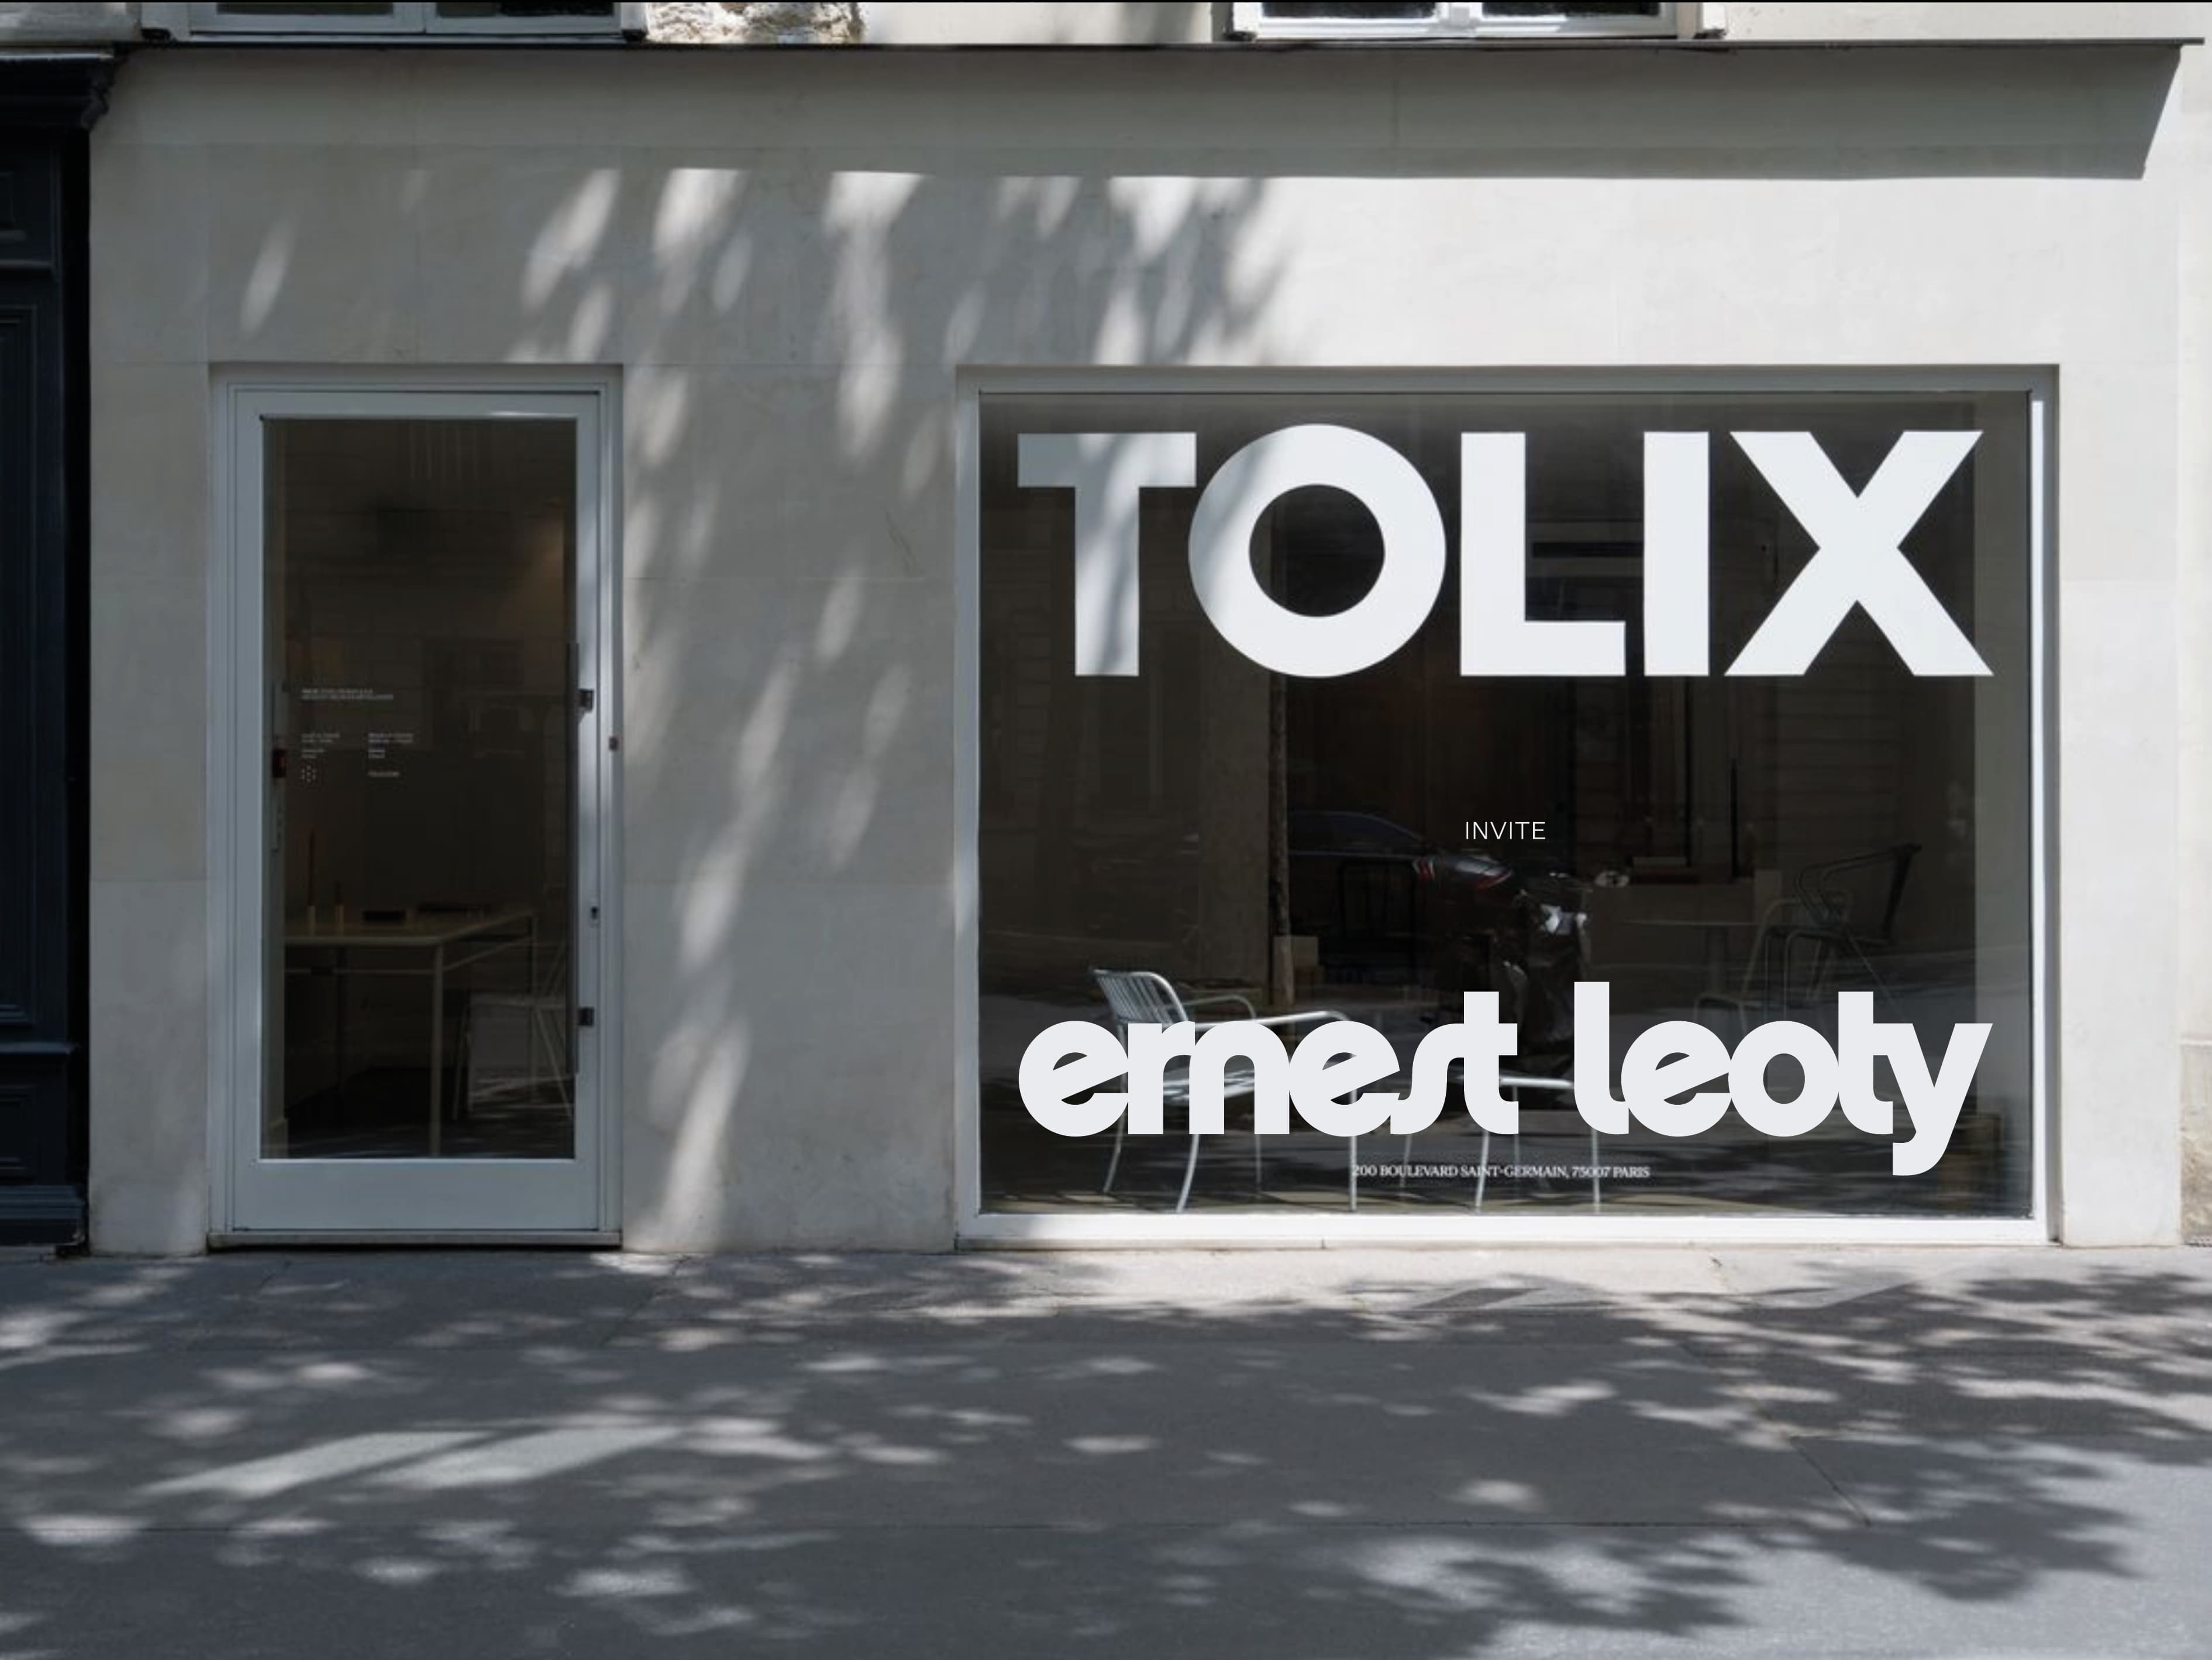 TOLIX
INVITE
ernest leoty
200 BOULEVARD SAINT-GERMAIN, 75007 PARIS